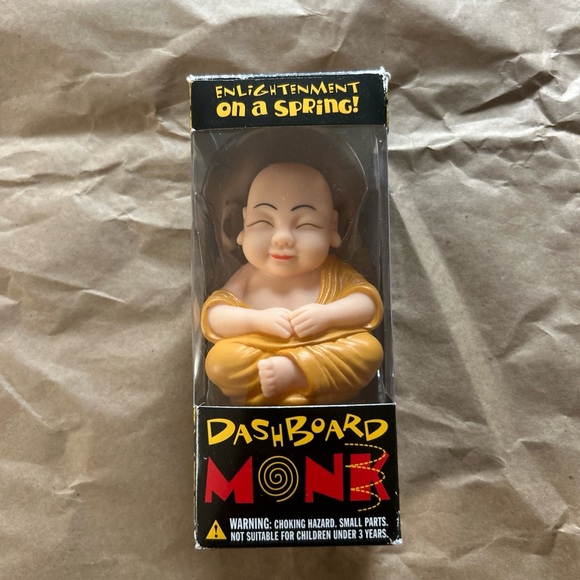 ENLiGHTENMENT
on a SPRiNG!
DASHBOARD
MONK
WARNING: CHOKING HAZARD. SMALL PARTS.
NOT SUITABLE FOR CHILDREN UNDER 3 YEARS.